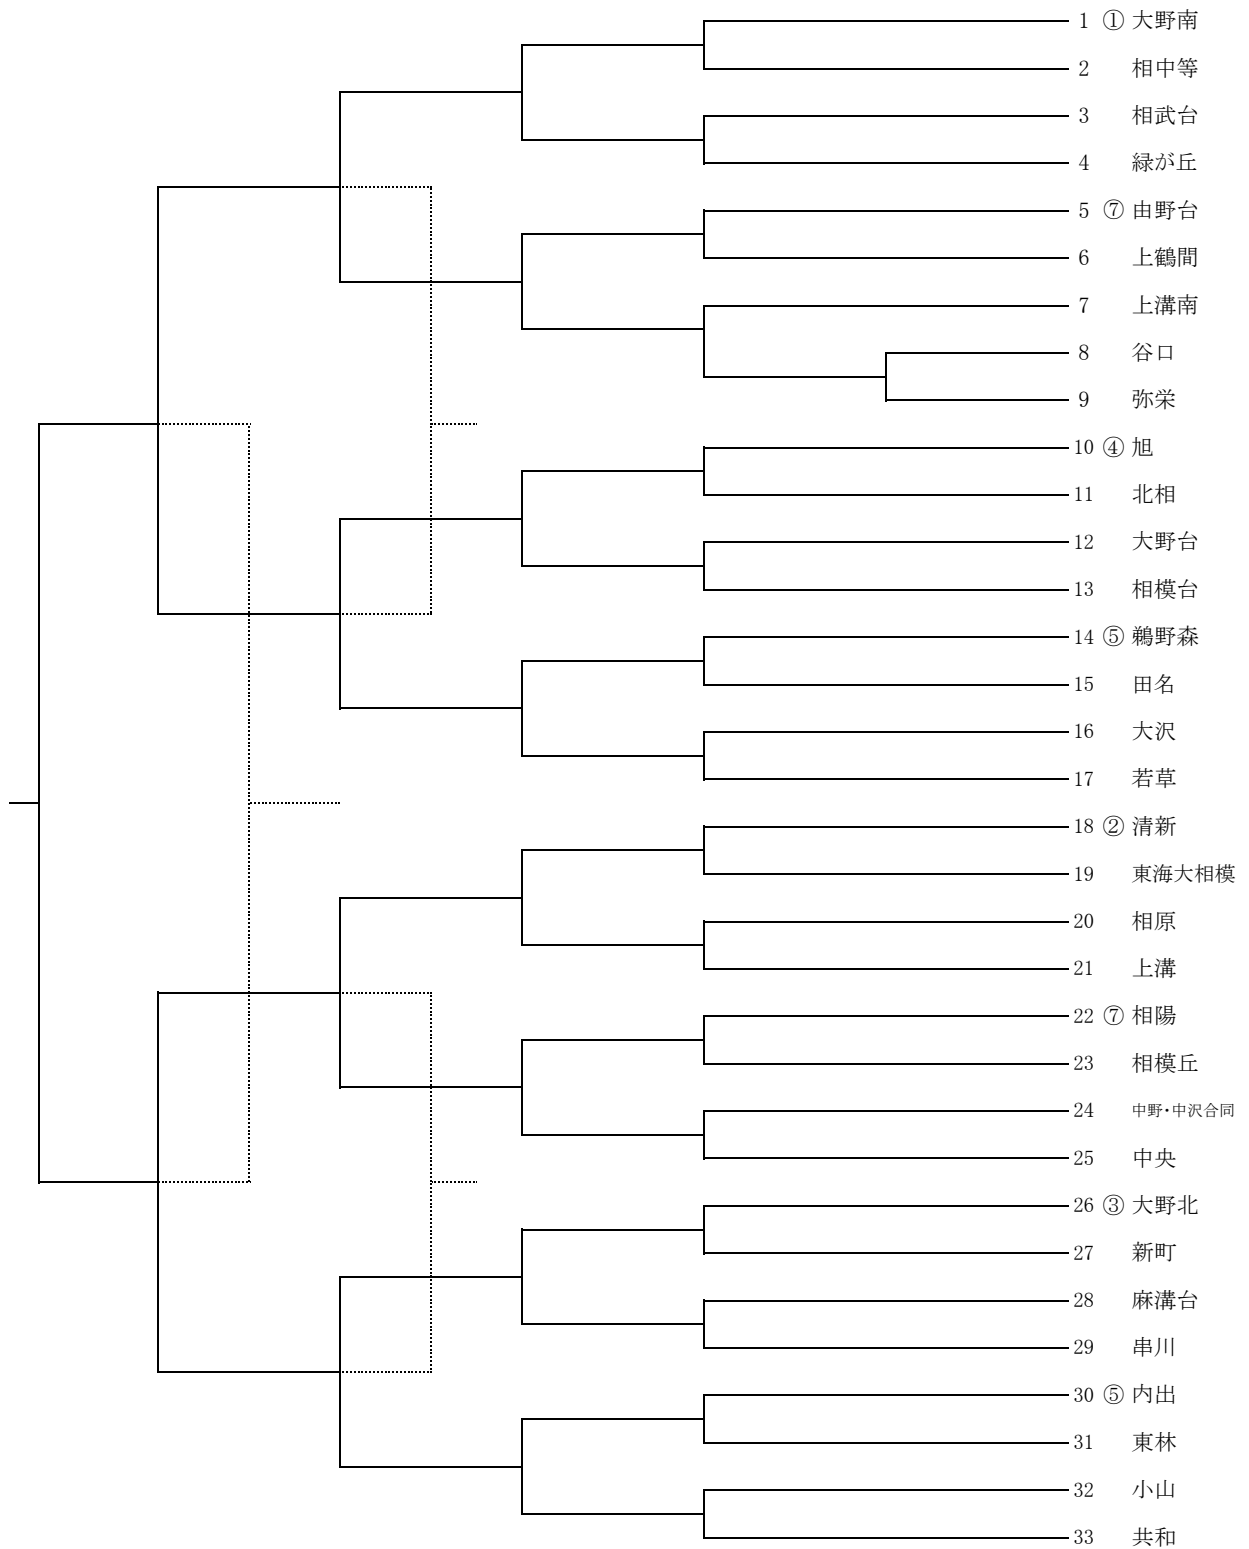 1 ① 大野南
2 相中等
3 相武台
4 緑が丘
5 ⑦ 由野台
6 上鶴間
7 上溝南
8 谷口
9 弥栄
10 ④ 旭
11 北相
12 大野台
13 相模台
14 ⑤ 鵜野森
15 田名
16 大沢
17 若草
18 ② 清新
19 東海大相模
20 相原
21 上溝
22 ⑦ 相陽
23 相模丘
24 中野・中沢合同
25 中央
26 ③ 大野北
27 新町
28 麻溝台
29 串川
30 ⑤ 内出
31 東林
32 小山
33 共和